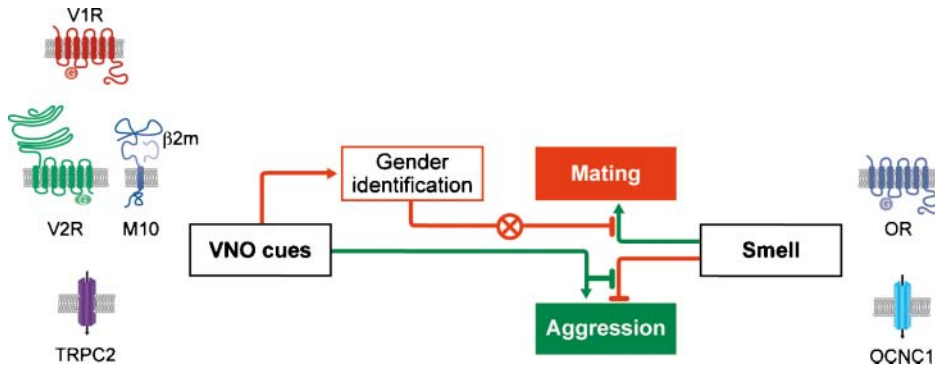 V1R
G
β2m
G
V2R
M10
TRPC2
VNO cues
Gender
identification
Mating
Aggression
Smell
G
OR
OCNC1